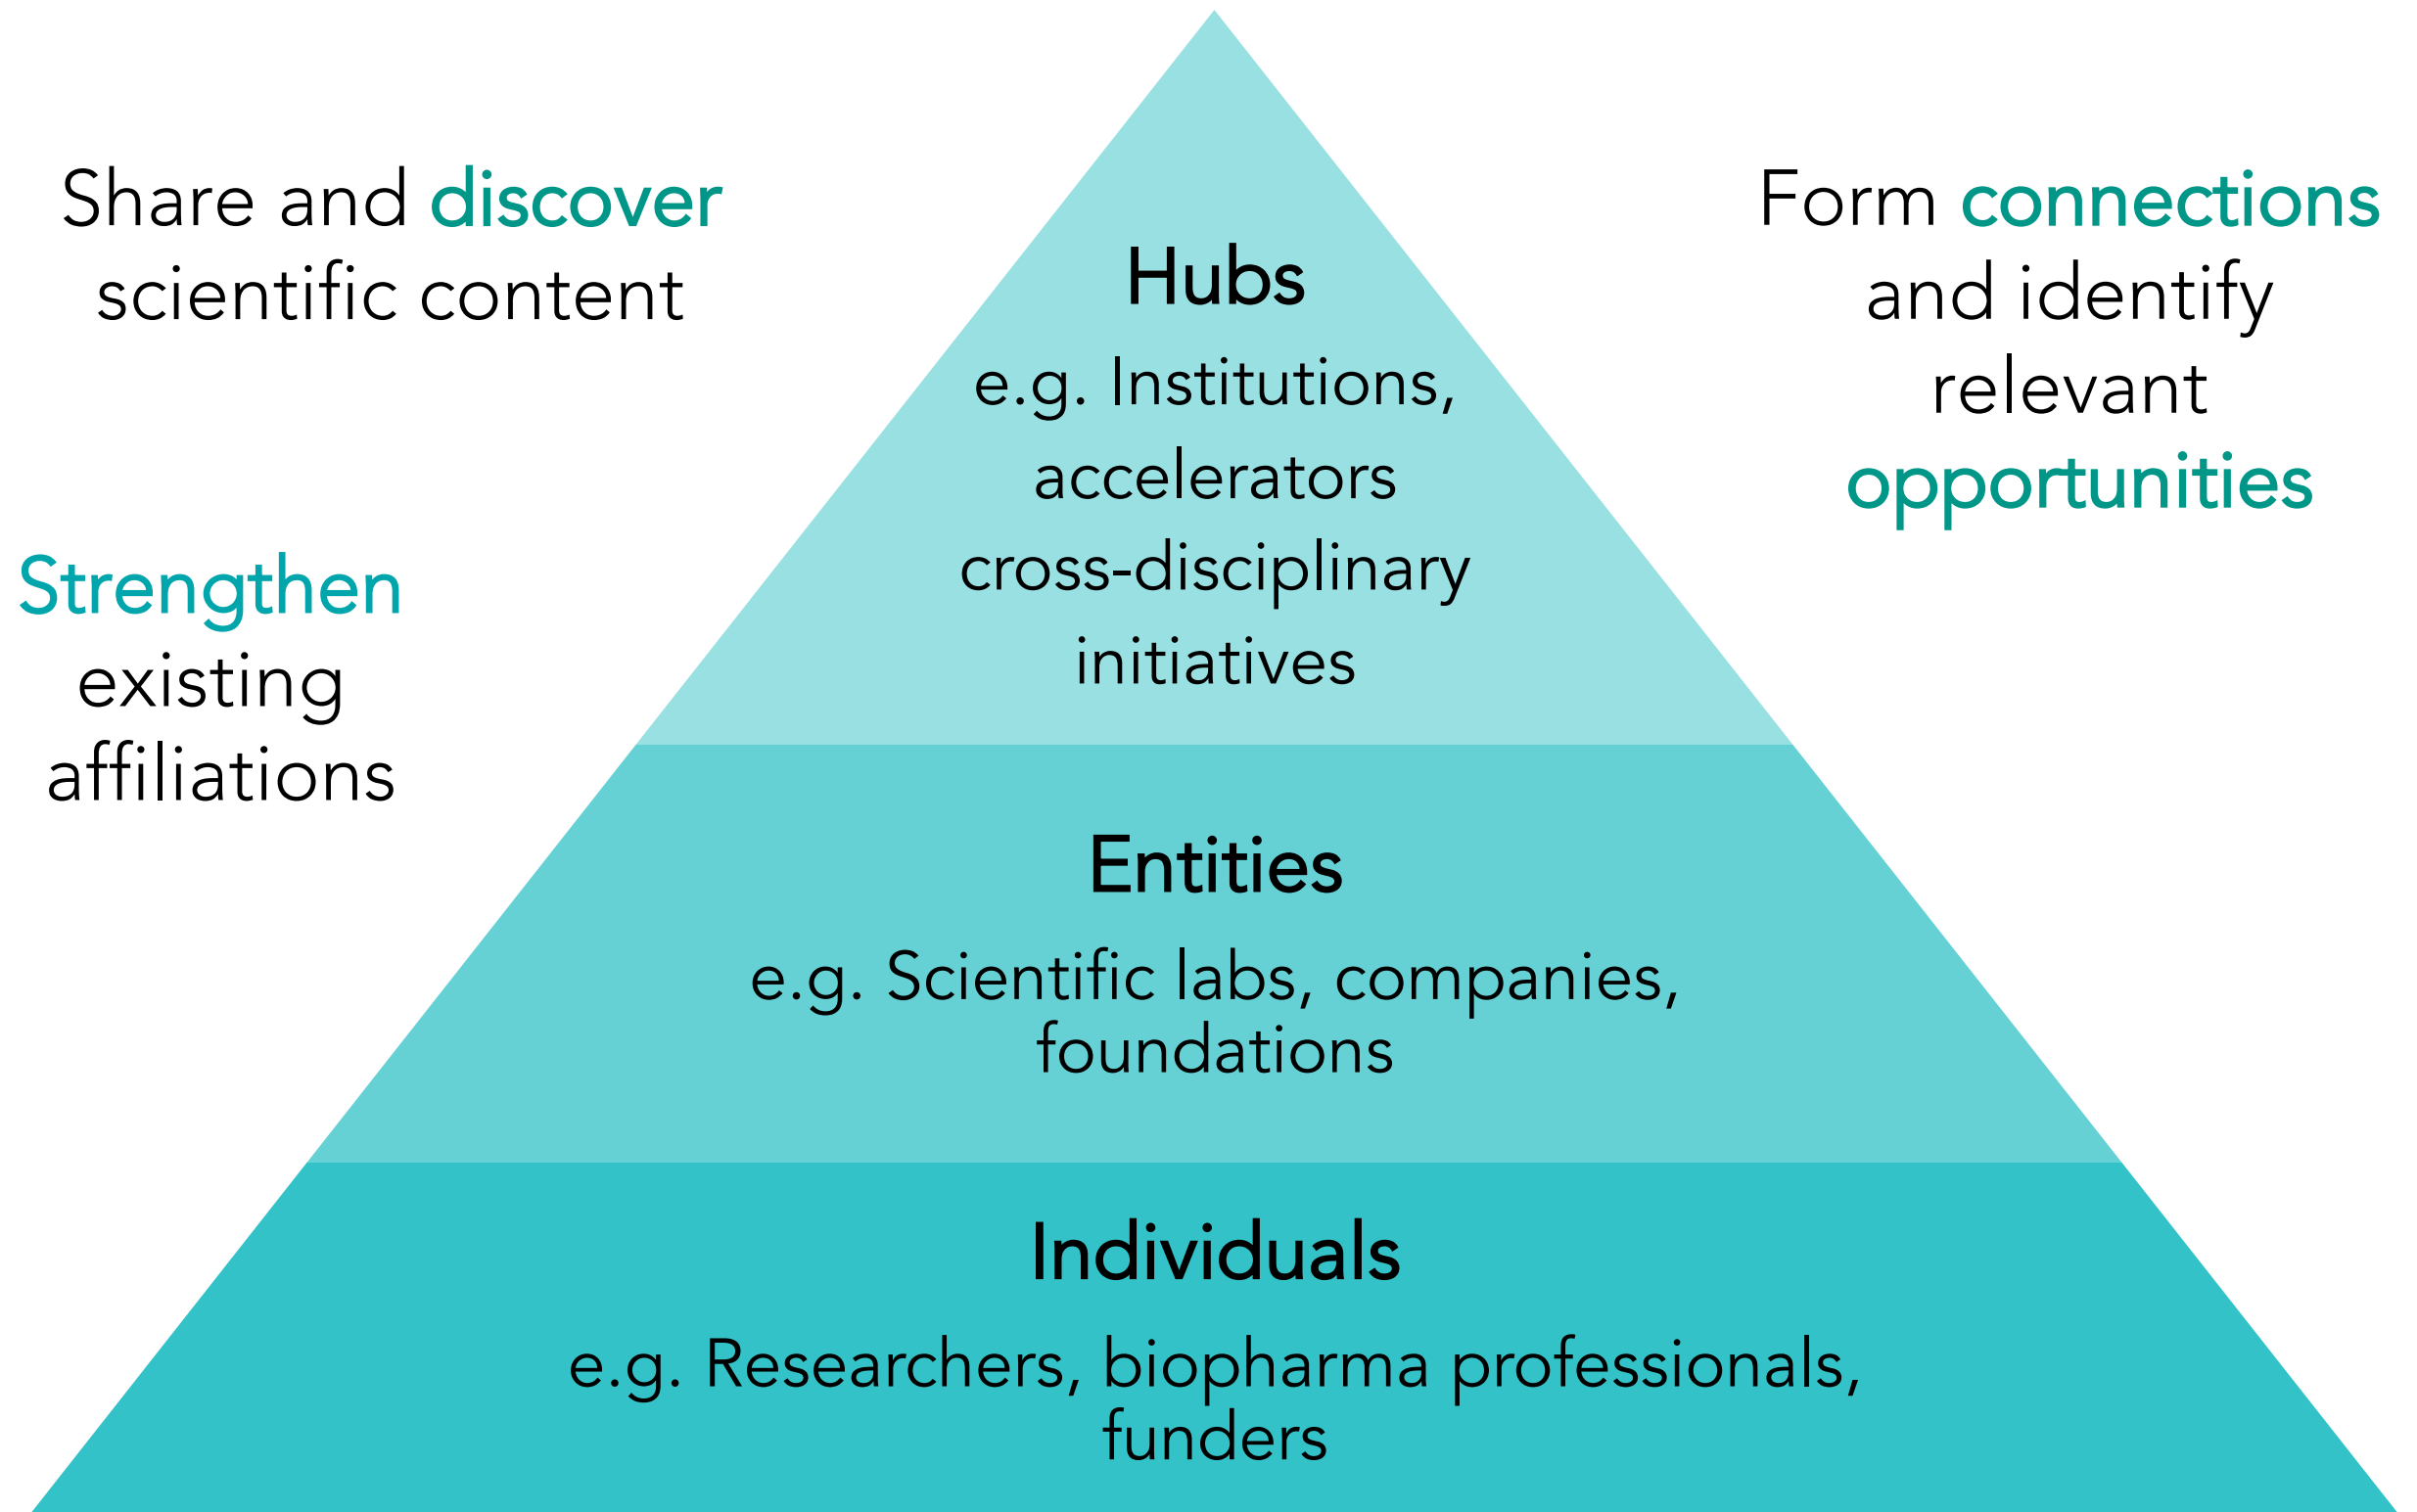 Share and discover
scientific content
Strengthen
existing
affiliations
Hubs
e.g. Institutions,
accelerators
cross-disciplinary
initiatives
Form connections
and identify
relevant
opportunities
Entities
e.g. Scientific labs, companies,
foundations
Individuals
e.g. Researchers, biopharma professionals,
funders